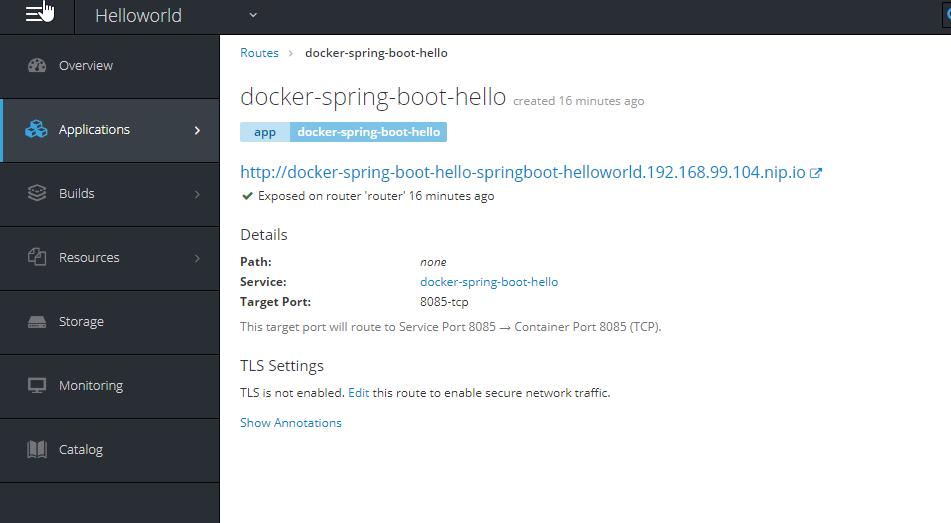 Helloworld
Overview
Applications
Builds
Resources
Storage
Monitoring
Catalog
Routes > docker-spring-boot-hello
docker-spring-boot-hello created 16 minutes ago
app docker-spring-boot-hello
http://docker-spring-boot-hello-springboot-helloworld.192.168.99.104.nip.io
Exposed on router 'router' 16 minutes ago
Details
Path: none
Service: docker-spring-boot-hello
Target Port: 8085-tcp
This target port will route to Service Port 8085 → Container Port 8085 (TCP).
TLS Settings
TLS is not enabled. Edit this route to enable secure network traffic.
Show Annotations